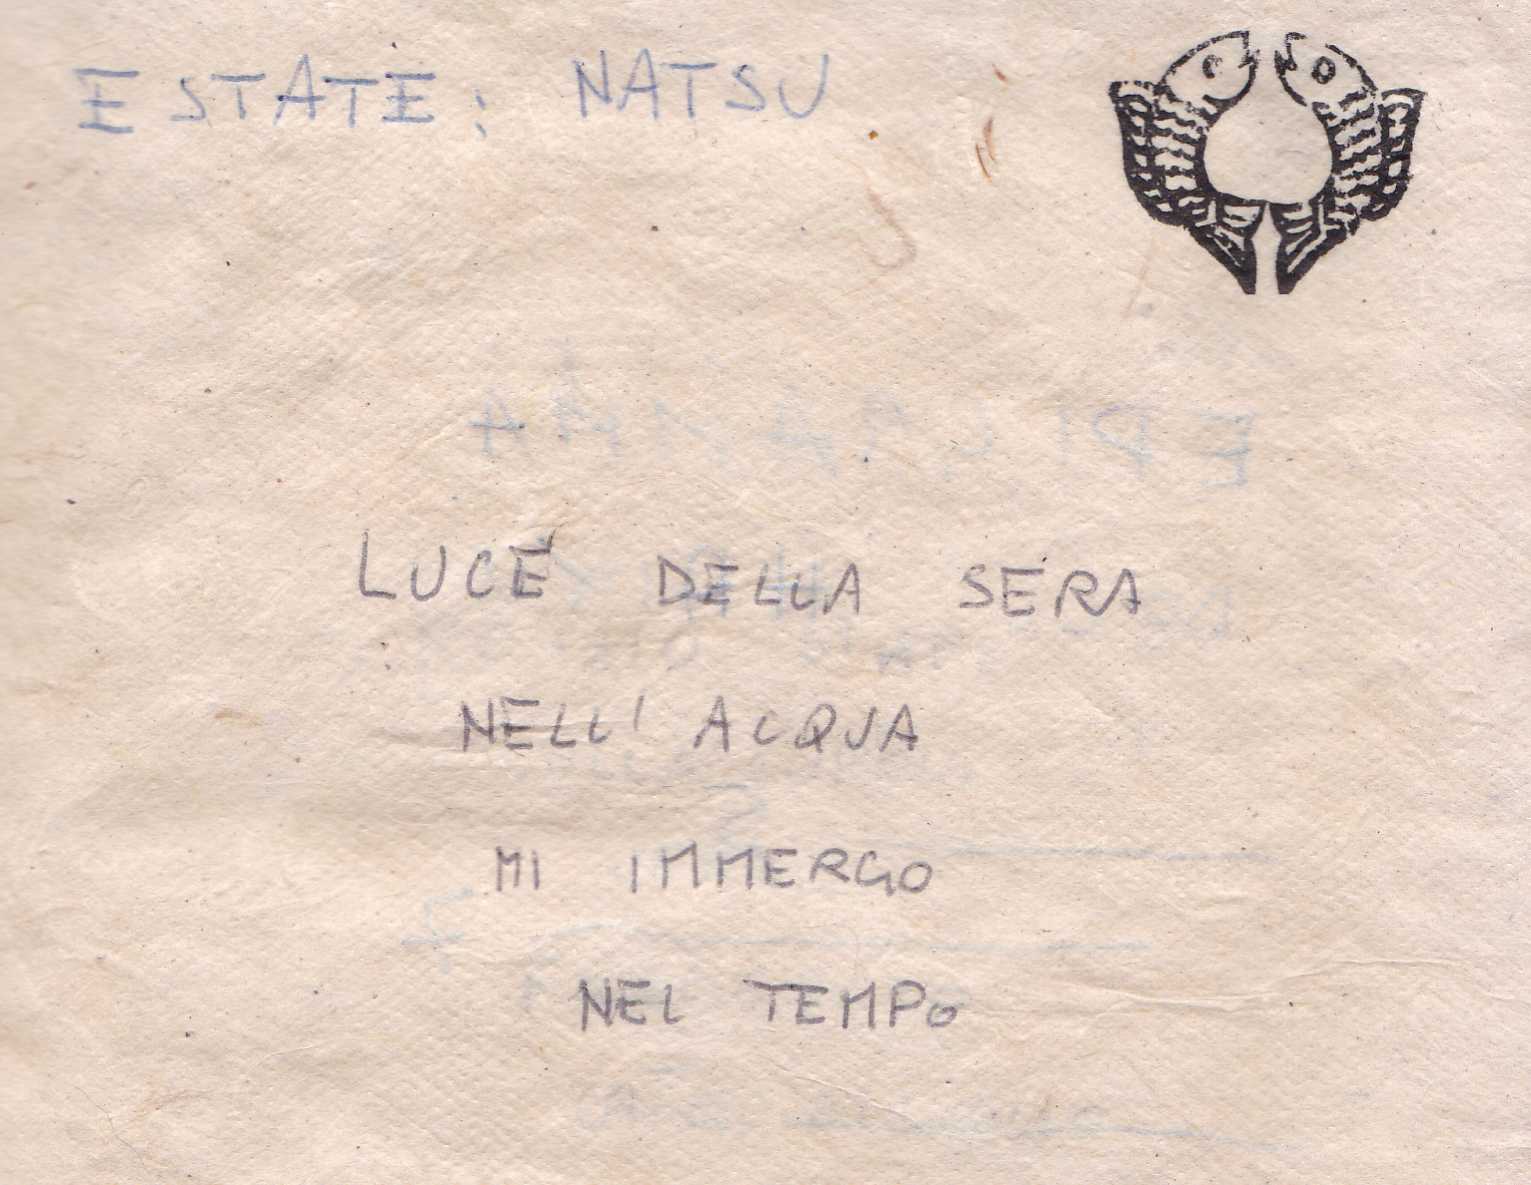 ESTATE: NATSU
LUCE DELLA SERA
NELL' ACQUA
MI IMMERGO
NEL TEMPO